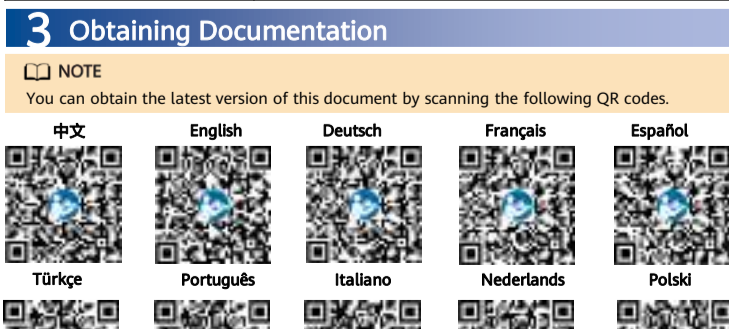 3 Obtaining Documentation
NOTE
You can obtain the latest version of this document by scanning the following QR codes.
中文 English Deutsch Français Español
Türkçe Português Italiano Nederlands Polski